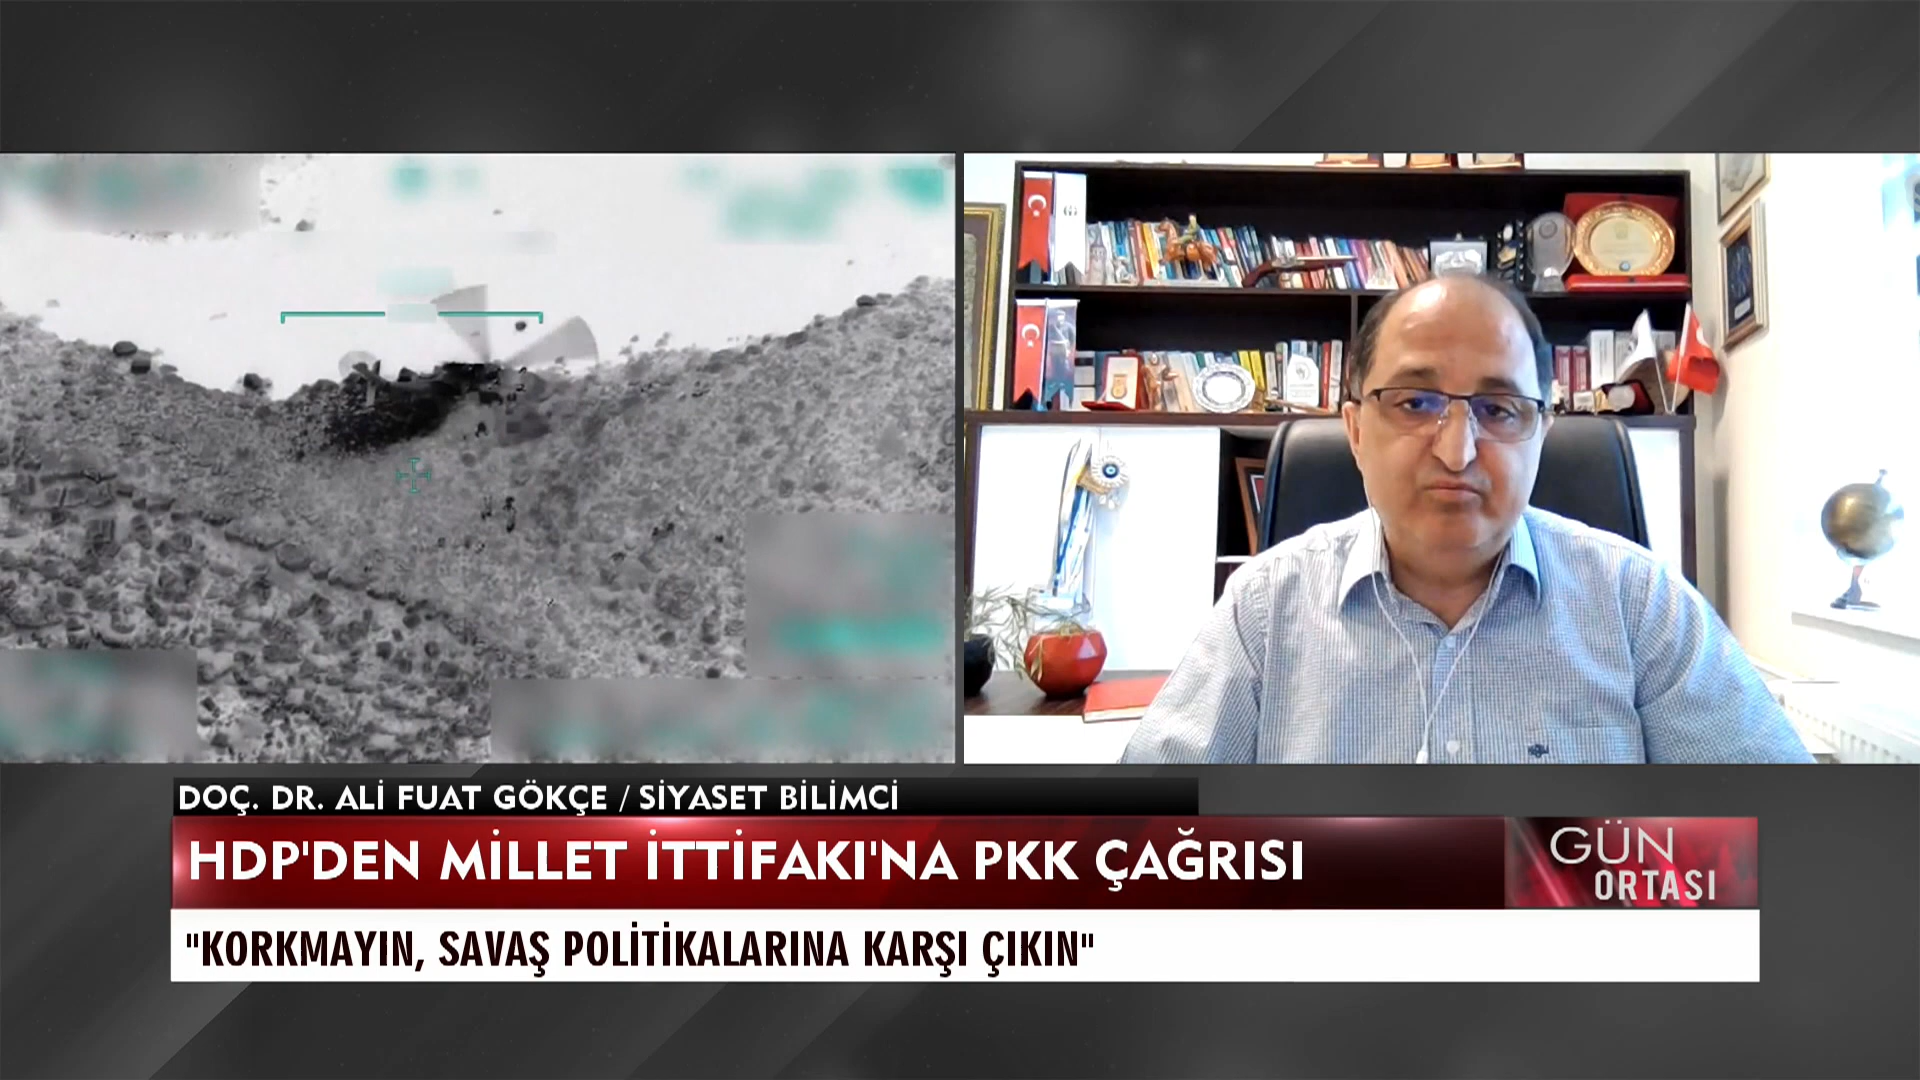 DOÇ. DR. ALİ FUAT GÖKÇE / SİYASET BİLİMCİ
HDP'DEN MİLLET İTTİFAKI'NA PKK ÇAĞRISI
GÜN
ORTASI
"KORKMAYIN, SAVAŞ POLİTİKALARINA KARŞI ÇIKIN"